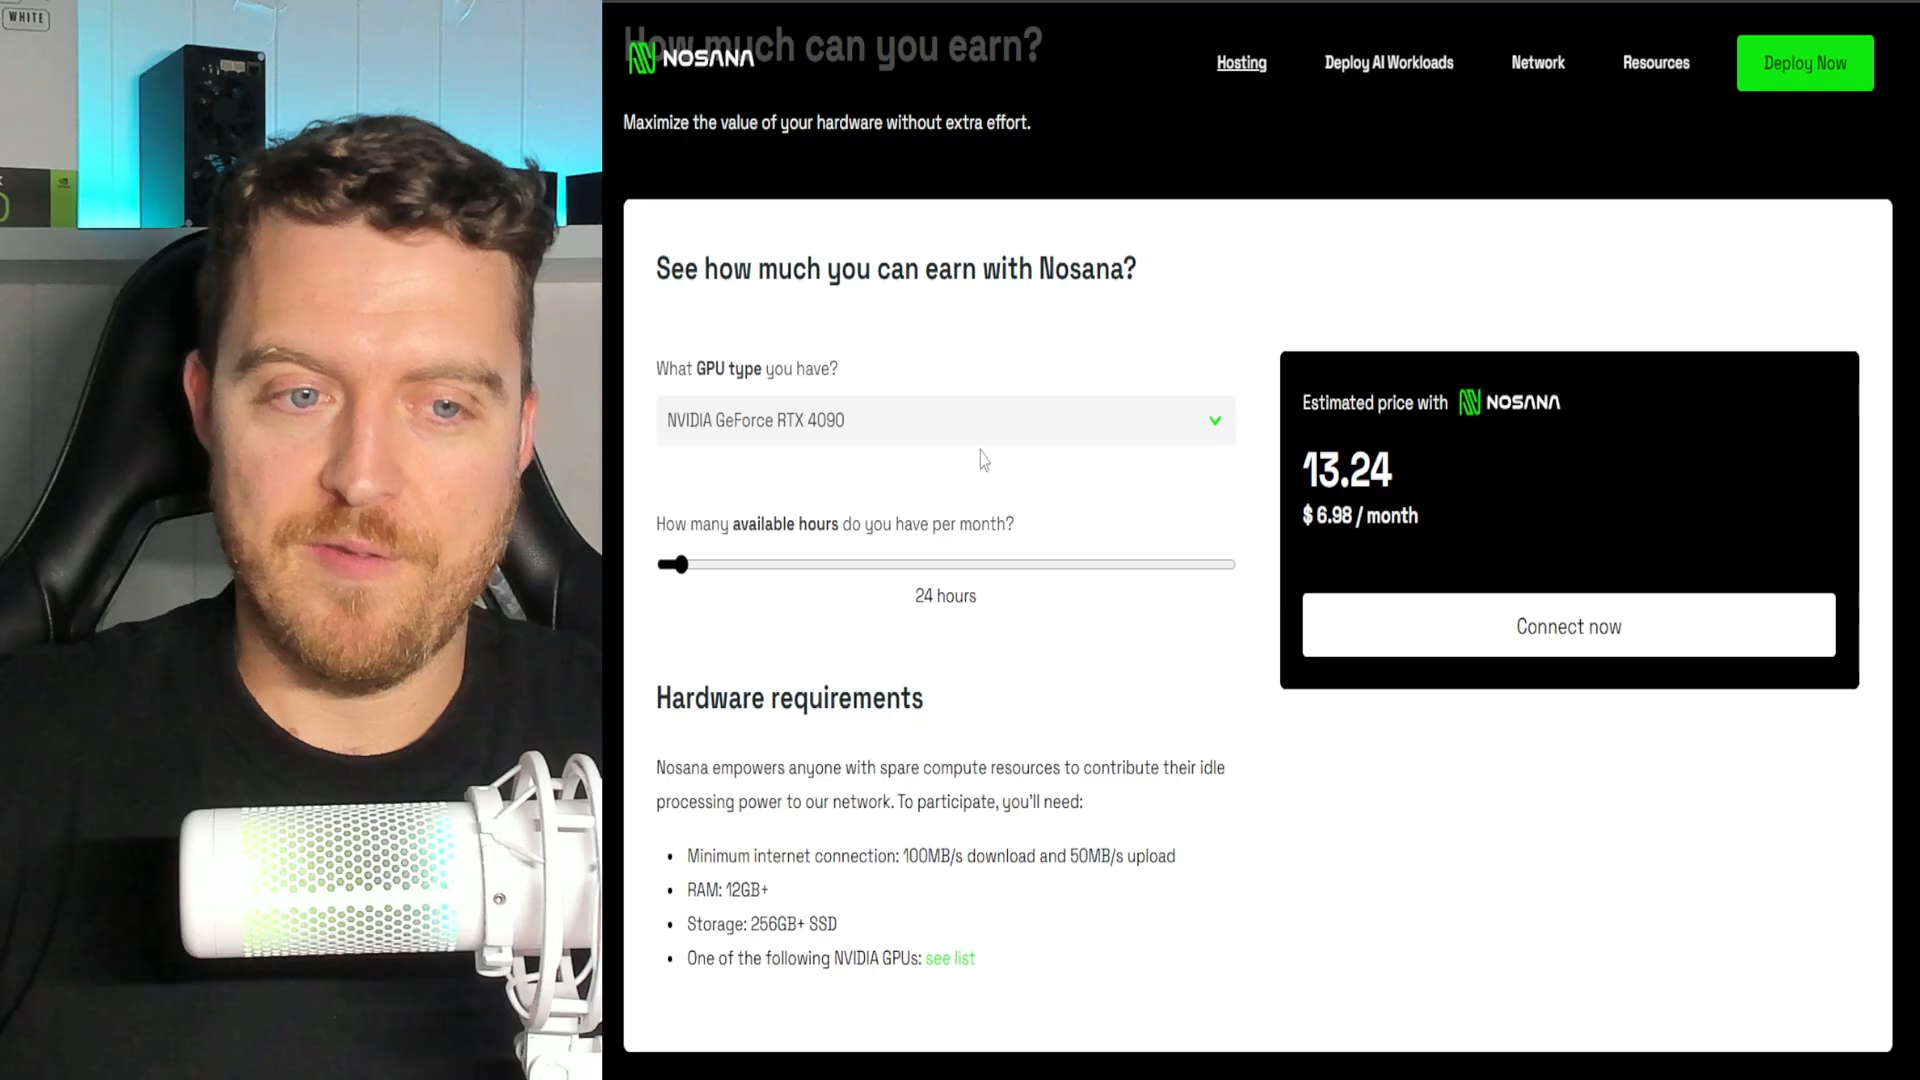 WHITE
How much can you earn?
NOSANA
Hosting
Deploy AI Workloads
Network
Resources
Deploy Now
Maximize the value of your hardware without extra effort.
See how much you can earn with Nosana?
What GPU type you have?
NVIDIA GeForce RTX 4090
How many available hours do you have per month?
24 hours
Estimated price with NOSANA
13.24
$ 6.98 / month
Connect now
Hardware requirements
Nosana empowers anyone with spare compute resources to contribute their idle
processing power to our network. To participate, you'll need:
• Minimum internet connection: 100MB/s download and 50MB/s upload
• RAM: 12GB+
• Storage: 256GB+ SSD
• One of the following NVIDIA GPUs: see list